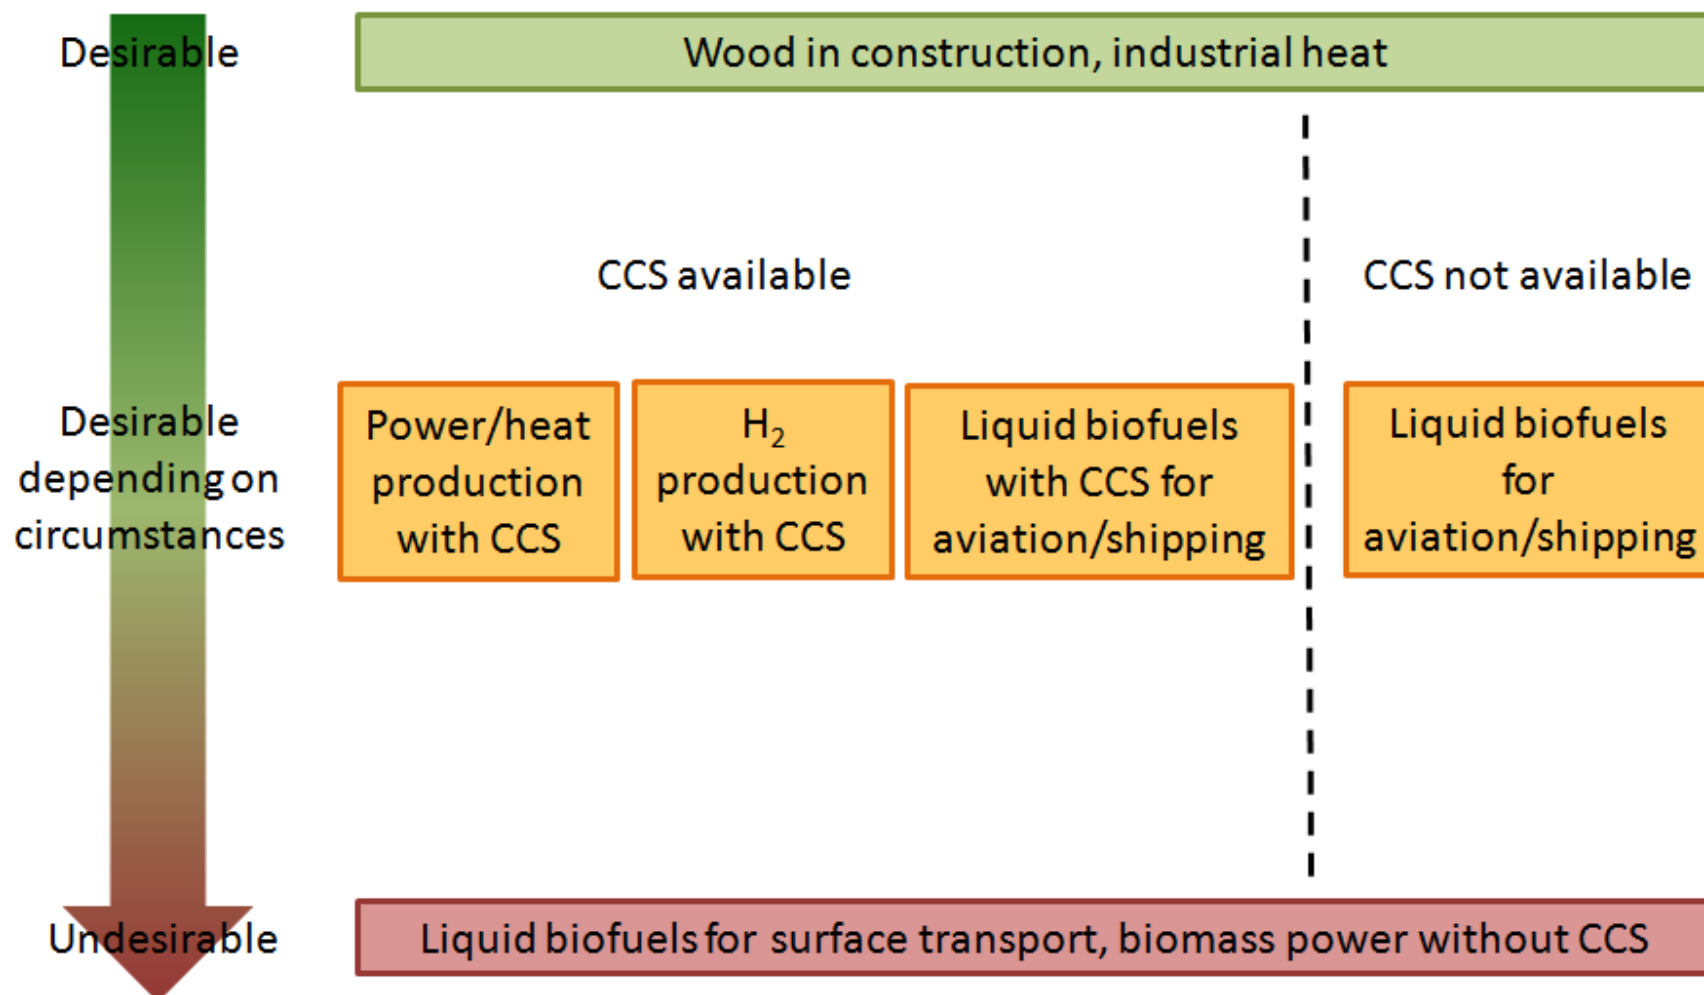 Desirable
Wood in construction, industrial heat
CCS available
CCS not available
Desirable
depending on
circumstances
Power/heat
production
with CCS
H₂
production
with CCS
Liquid biofuels
with CCS for
aviation/shipping
Liquid biofuels
for
aviation/shipping
Undesirable
Liquid biofuels for surface transport, biomass power without CCS